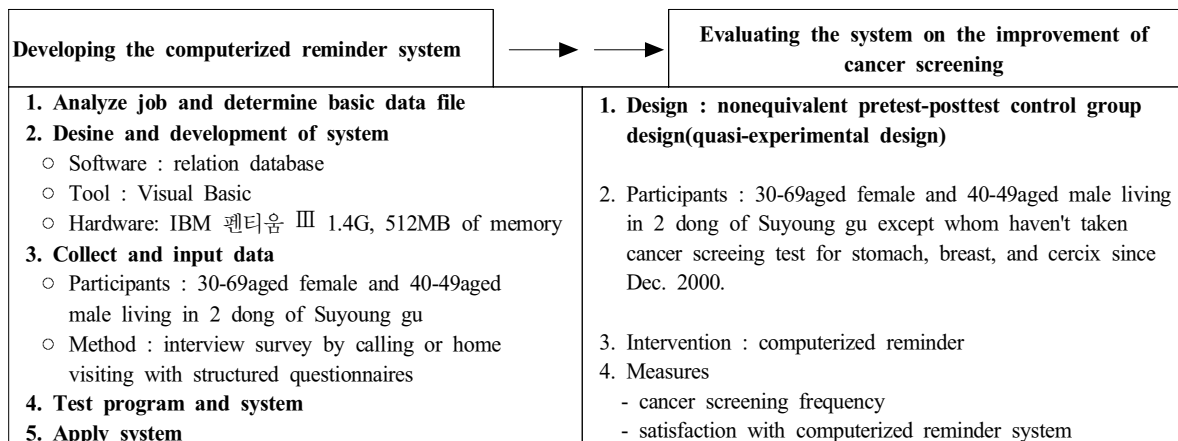 Developing the computerized reminder system
Evaluating the system on the improvement of
cancer screening
1. Analyze job and determine basic data file
2. Desine and development of system
○ Software : relation database
○ Tool : Visual Basic
○ Hardware: IBM 펜티움 Ⅲ 1.4G, 512MB of memory
3. Collect and input data
○ Participants : 30-69aged female and 40-49aged
male living in 2 dong of Suyoung gu
○ Method : interview survey by calling or home
visiting with structured questionnaires
4. Test program and system
5. Apply system
1. Design : nonequivalent pretest-posttest control group
design(quasi-experimental design)
2. Participants : 30-69aged female and 40-49aged male living
in 2 dong of Suyoung gu except whom haven't taken
cancer screeing test for stomach, breast, and cercix since
Dec. 2000.
3. Intervention : computerized reminder
4. Measures
- cancer screening frequency
- satisfaction with computerized reminder system